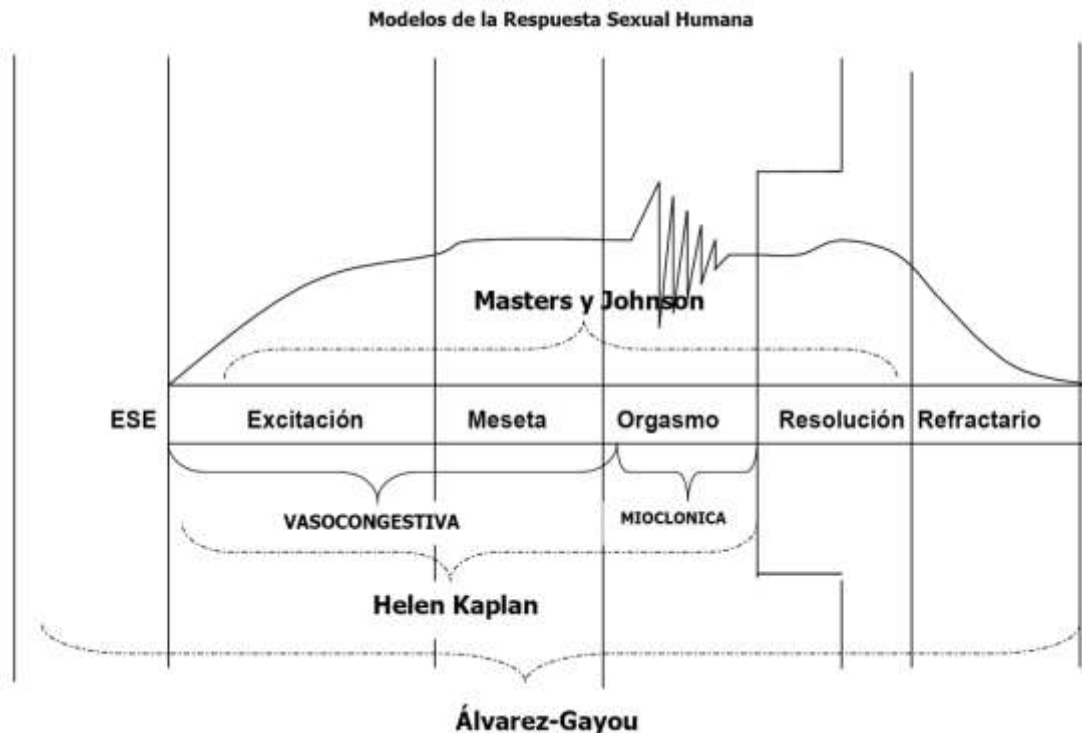 Modelos de la Respuesta Sexual Humana
Masters y Johnson
ESE Excitación Meseta Orgasmo Resolución Refractario
VASOCONGESTIVA MIOCLONICA
Helen Kaplan
Álvarez-Gayou